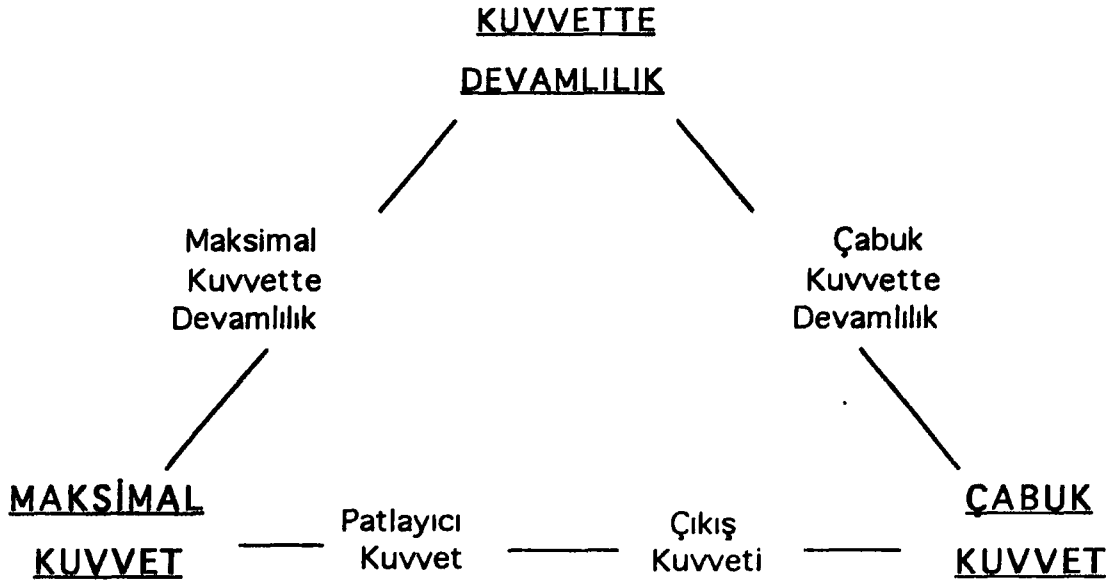 KUVVETTE
DEVAMLILIK
Maksimal
Kuvvette
Devamlılık
Çabuk
Kuvvette
Devamlılık
MAKSİMAL
KUVVET
Patlayıcı
Kuvvet
Çıkış
Kuvveti
ÇABUK
KUVVET